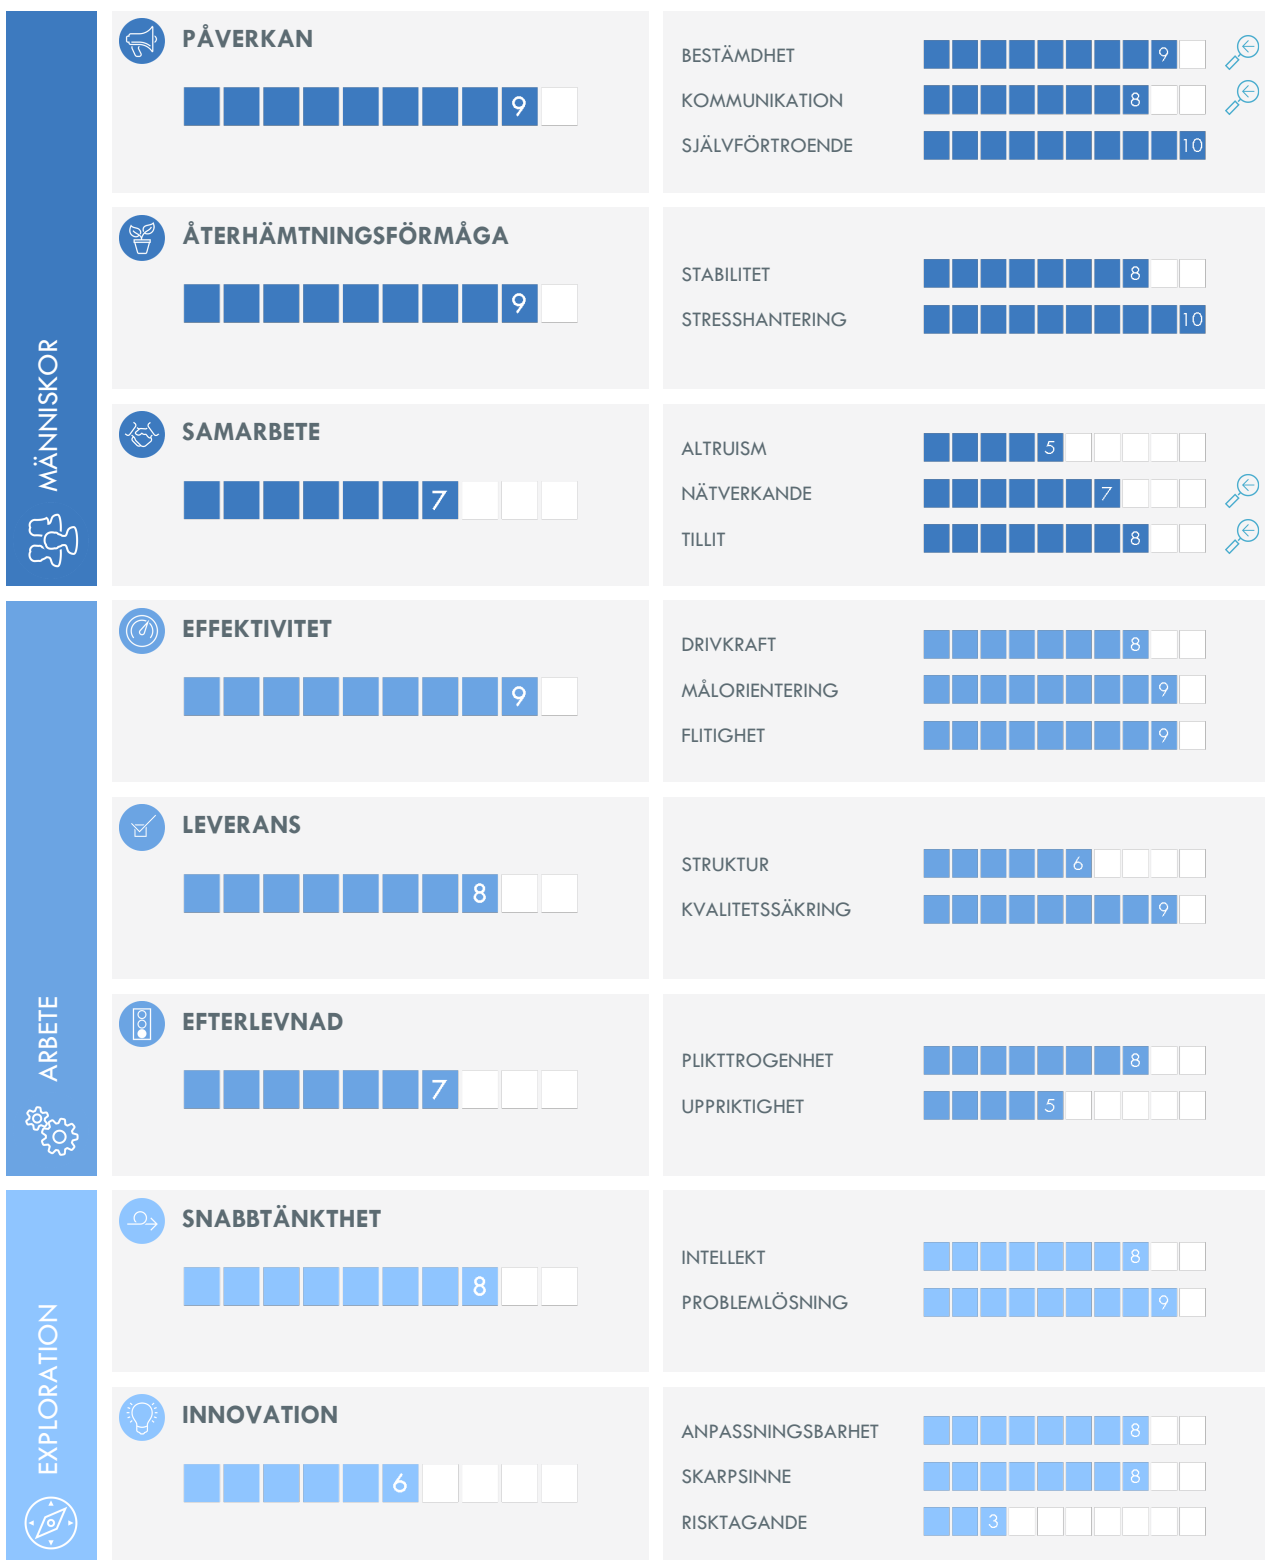 MÄNNISKOR
PÅVERKAN
9
BESTÄMDHET 9
KOMMUNIKATION 8
SJÄLVFÖRTROENDE 10
ÅTERHÄMTNINGSFÖRMÅGA
9
STABILITET 8
STRESSHANTERING 10
SAMARBETE
7
ALTRUISM 5
NÄTVERKANDE 7
TILLIT 8
ARBETE
EFFEKTIVITET
9
DRIVKRAFT 8
MÅLORIENTERING 9
FLITIGHET 9
LEVERANS
8
STRUKTUR 6
KVALITETSSÄKRING 9
EFTERLEVNAD
7
PLIKTTROGENHET 8
UPPRIKTIGHET 5
EXPLORATION
SNABBTÄNKTHET
8
INTELLEKT 8
PROBLEMLÖSNING 9
INNOVATION
6
ANPASSNINGSBARHET 8
SKARPSINNE 8
RISKTAGANDE 3